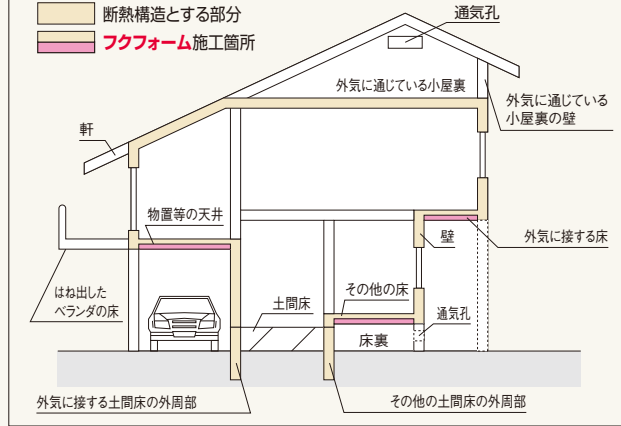 断熱構造とする部分
フクフォーム施工箇所
通気孔
外気に通じている小屋裏
外気に通じている
小屋裏の壁
軒
物置等の天井
壁
外気に接する床
はね出した
ベランダの床
土間床
その他の床
通気孔
床裏
外気に接する土間床の外周部
その他の土間床の外周部